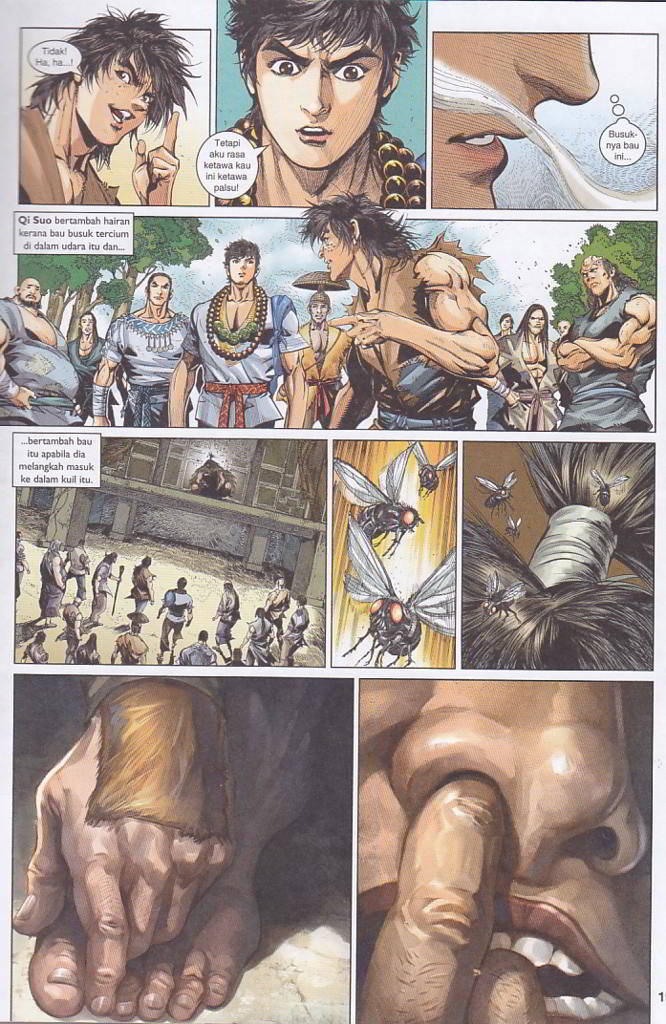 Tidak!
Ha, ha...!
Tetapi
aku rasa
ketawa kau
ini ketawa
palsu!
Busuk-
nya bau
ini...
Qi Suo bertambah hairan
kerana bau busuk tercium
di dalam udara itu dan...
...bertambah bau
itu apabila dia
melangkah masuk
ke dalam kuil itu.